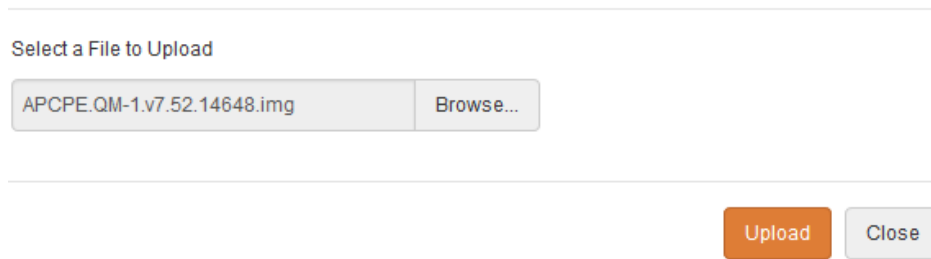 Select a File to Upload
APCPE.QM-1.v7.52.14648.img Browse...
Upload Close